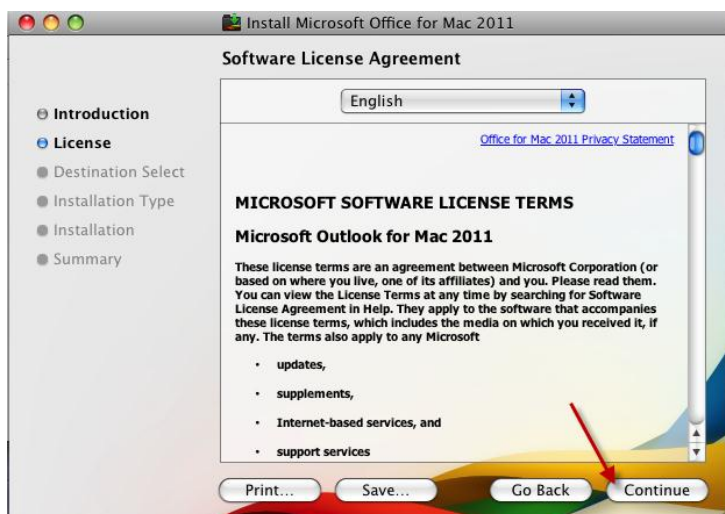 Install Microsoft Office for Mac 2011
Software License Agreement
Introduction
License
Destination Select
Installation Type
Installation
Summary
English
Office for Mac 2011 Privacy Statement
MICROSOFT SOFTWARE LICENSE TERMS
Microsoft Outlook for Mac 2011
These license terms are an agreement between Microsoft Corporation (or
based on where you live, one of its affiliates) and you. Please read them.
You can view the License Terms at any time by searching for Software
License Agreement in Help. They apply to the software that accompanies
these license terms, which includes the media on which you received it, if
any. The terms also apply to any Microsoft
• updates,
• supplements,
• Internet-based services, and
• support services
Print... Save... Go Back Continue